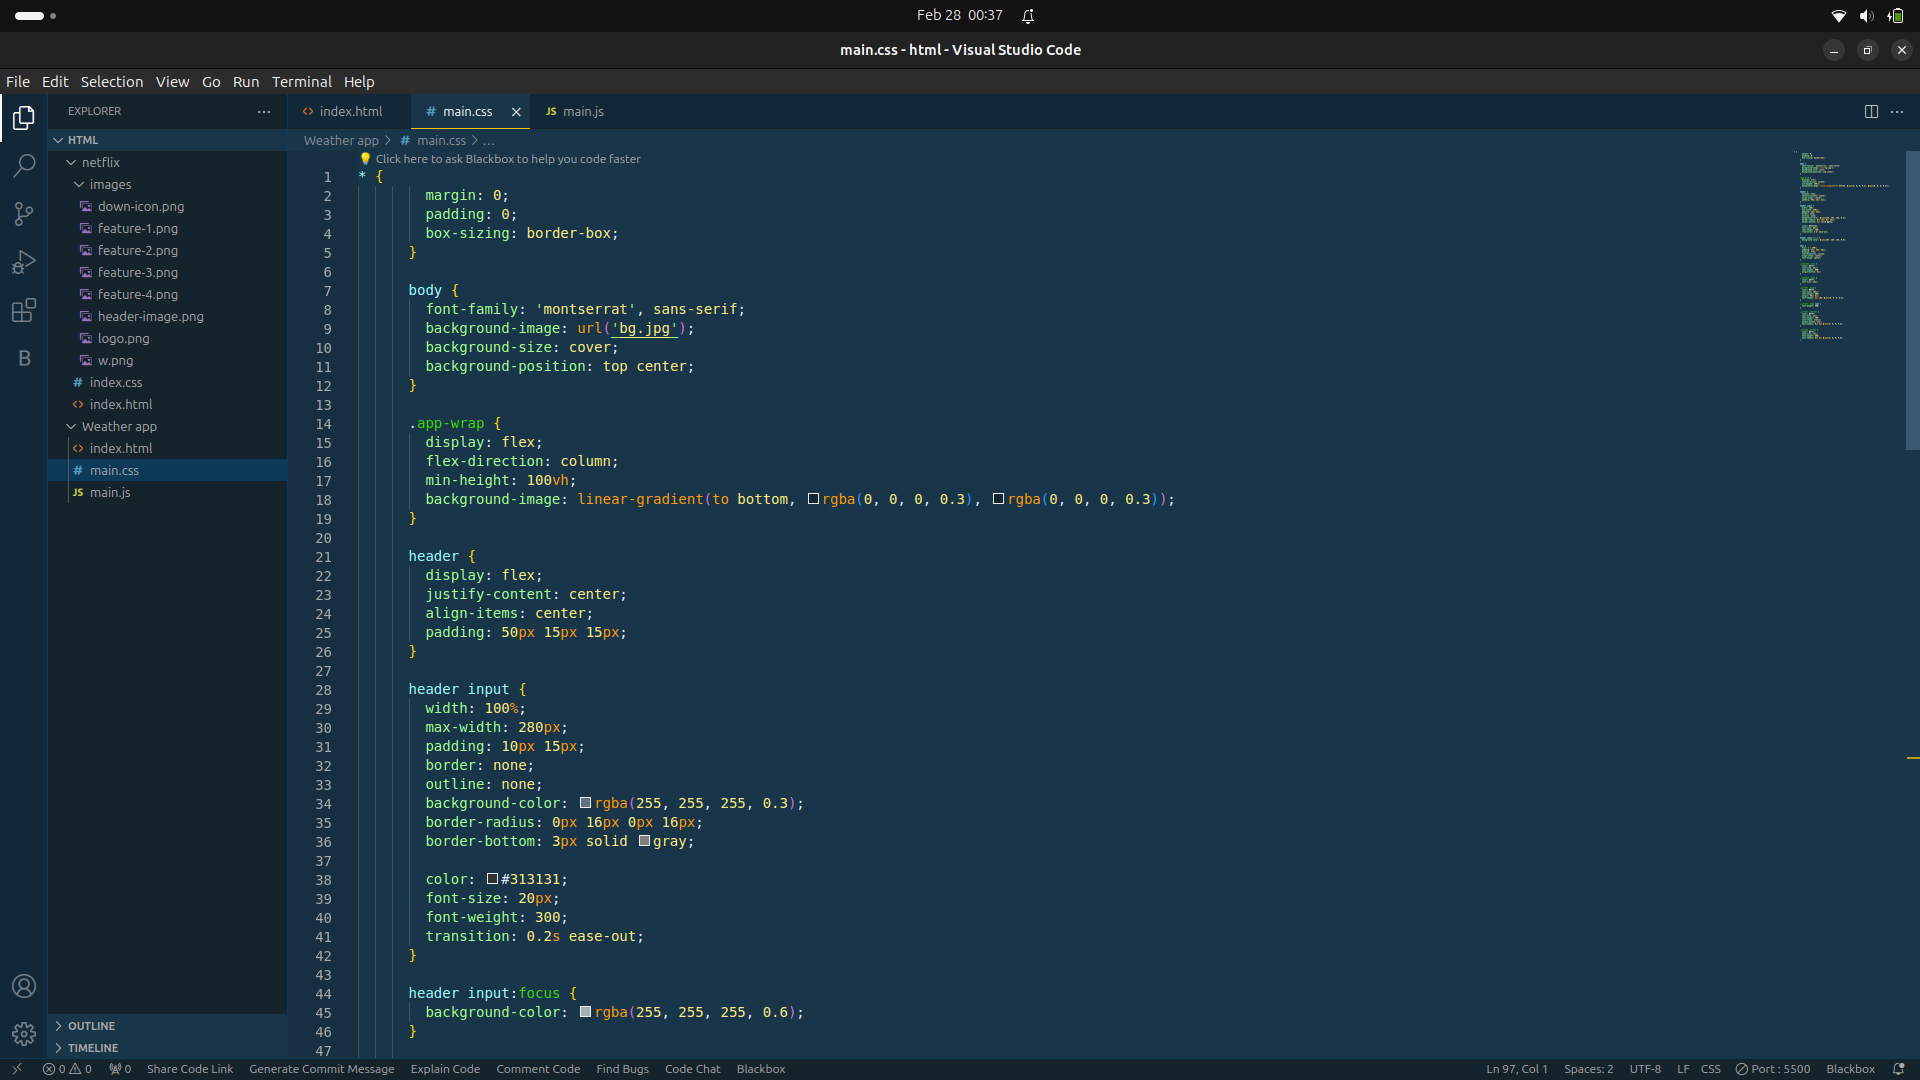 Feb 28 00:37
main.css - html - Visual Studio Code
File Edit Selection View Go Run Terminal Help
EXPLORER
HTML
netflix
images
down-icon.png
feature-1.png
feature-2.png
feature-3.png
feature-4.png
header-image.png
logo.png
w.png
# index.css
<> index.html
Weather app
<> index.html
# main.css
JS main.js
OUTLINE
TIMELINE
B
<> index.html # main.css JS main.js
Weather app > # main.css > ...
Click here to ask Blackbox to help you code faster
1 * {
2 margin: 0;
3 padding: 0;
4 box-sizing: border-box;
5 }
6
7 body {
8 font-family: 'montserrat', sans-serif;
9 background-image: url('bg.jpg');
10 background-size: cover;
11 background-position: top center;
12 }
13
14 .app-wrap {
15 display: flex;
16 flex-direction: column;
17 min-height: 100vh;
18 background-image: linear-gradient(to bottom, rgba(0, 0, 0, 0.3), rgba(0, 0, 0, 0.3));
19 }
20
21 header {
22 display: flex;
23 justify-content: center;
24 align-items: center;
25 padding: 50px 15px 15px;
26 }
27
28 header input {
29 width: 100%;
30 max-width: 280px;
31 padding: 10px 15px;
32 border: none;
33 outline: none;
34 background-color: rgba(255, 255, 255, 0.3);
35 border-radius: 0px 16px 0px 16px;
36 border-bottom: 3px solid gray;
37
38 color: #313131;
39 font-size: 20px;
40 font-weight: 300;
41 transition: 0.2s ease-out;
42 }
43
44 header input:focus {
45 background-color: rgba(255, 255, 255, 0.6);
46 }
47
0 0 0 Share Code Link Generate Commit Message Explain Code Comment Code Find Bugs Code Chat Blackbox Ln 97, Col 1 Spaces: 2 UTF-8 LF CSS Port : 5500 Blackbox